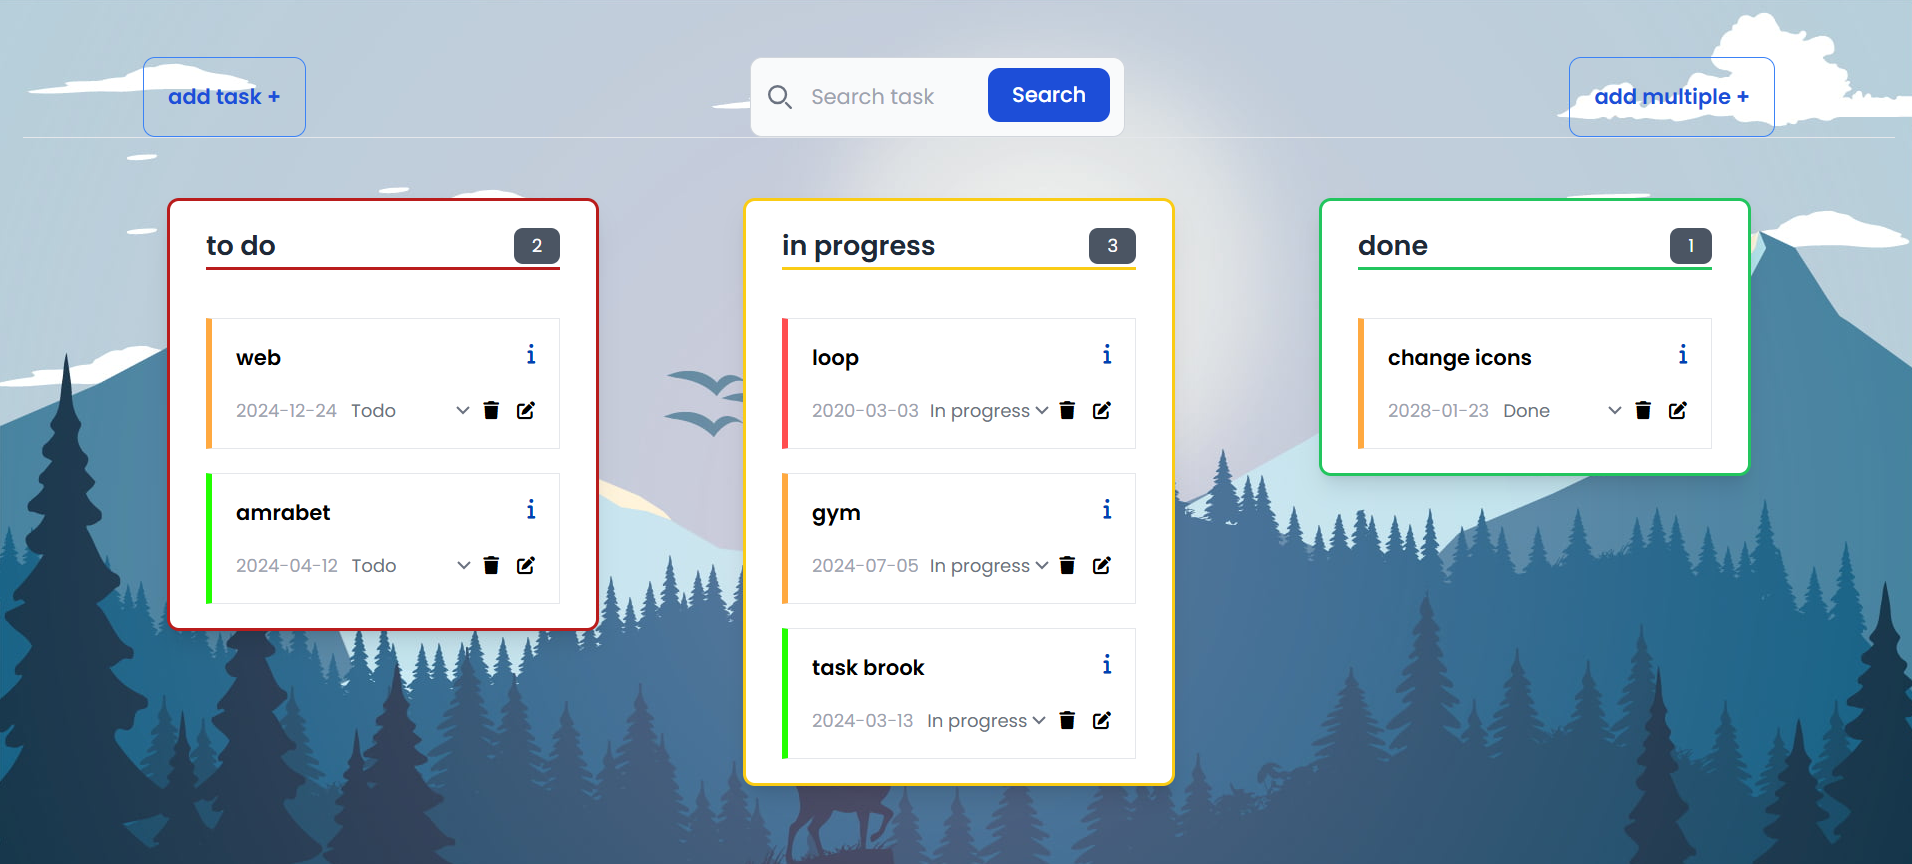 add task +
Search task
Search
add multiple +
to do 2
web
2024-12-24 Todo
amrabet
2024-04-12 Todo
in progress 3
loop
2020-03-03 In progress
gym
2024-07-05 In progress
task brook
2024-03-13 In progress
done 1
change icons
2028-01-23 Done